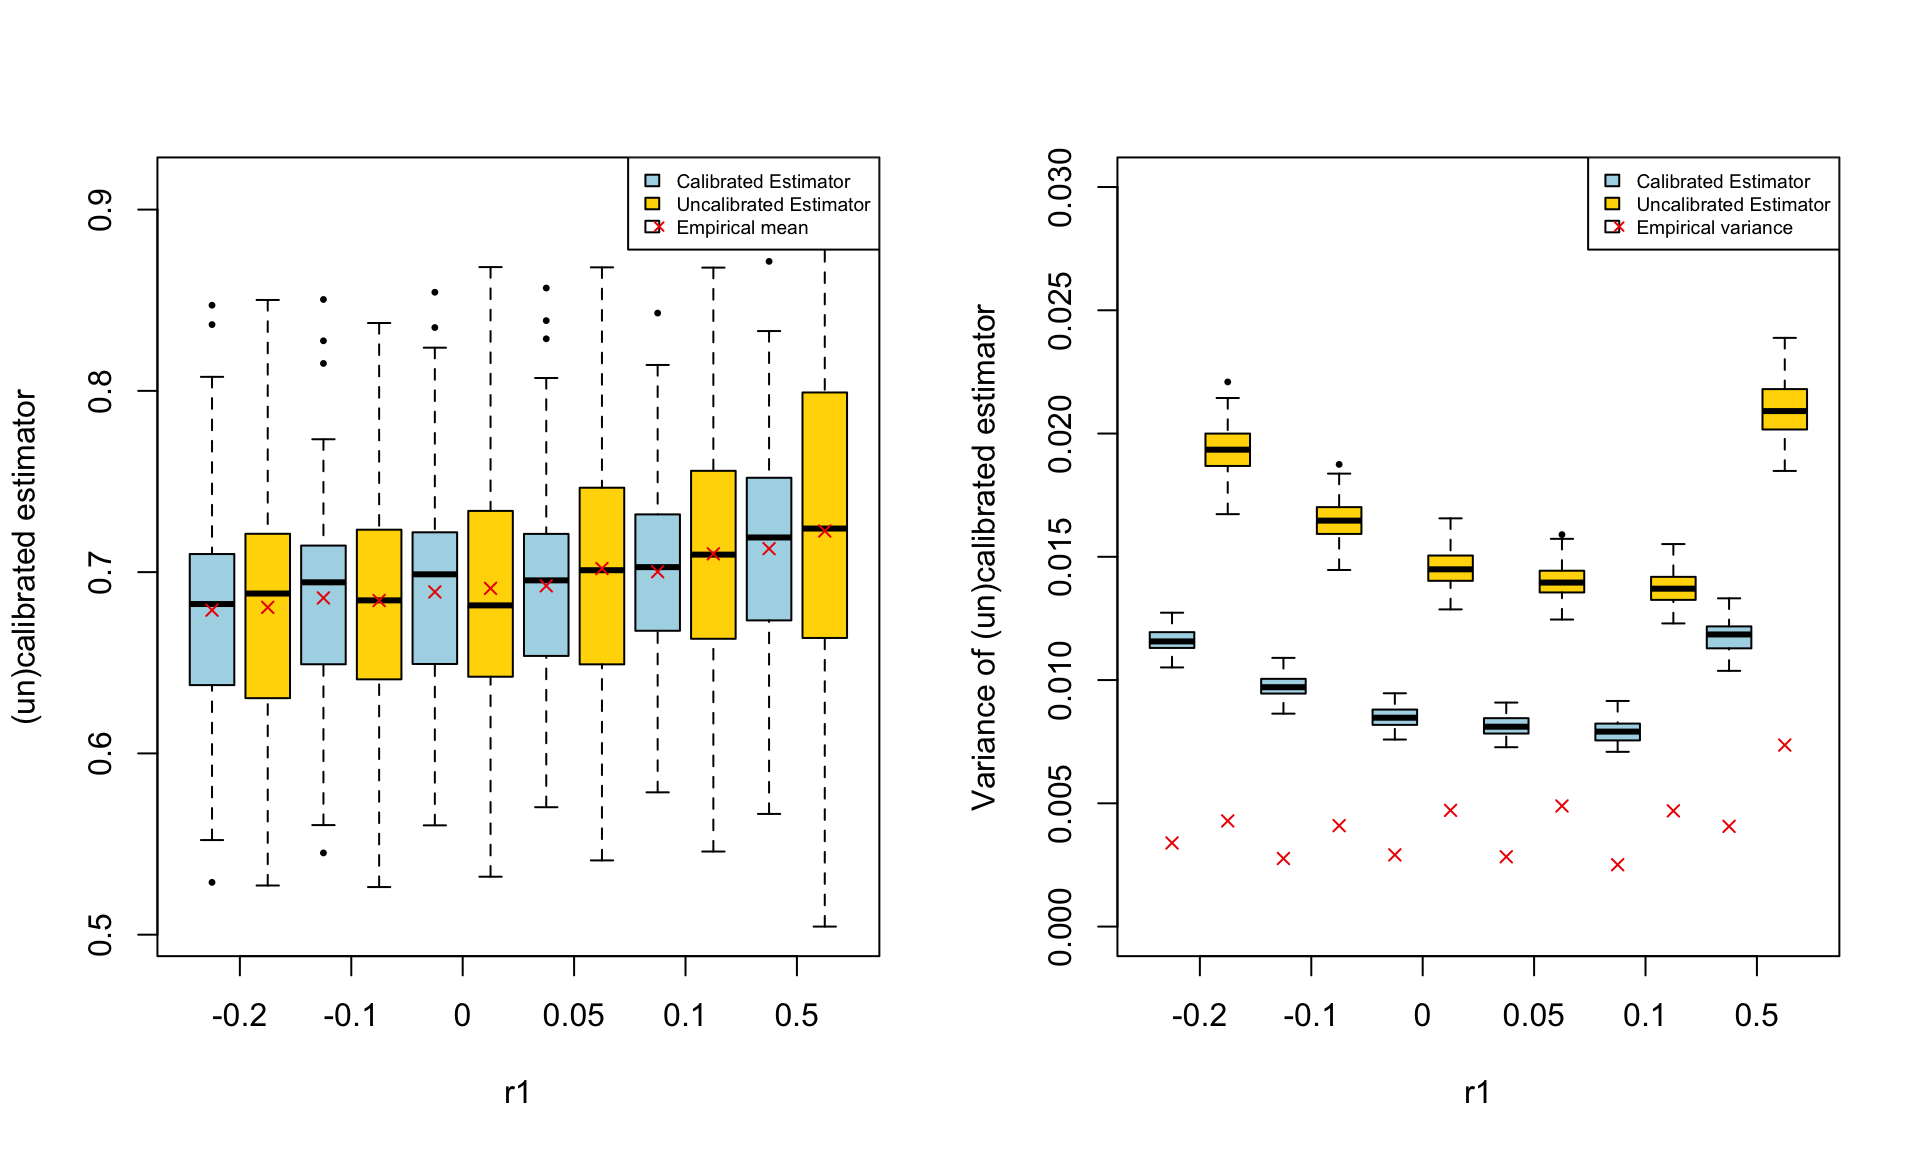 Calibrated Estimator
Uncalibrated Estimator
Empirical mean
(un)calibrated estimator
0.9
0.8
0.7
0.6
0.5
-0.2 -0.1 0 0.05 0.1 0.5
r1
Calibrated Estimator
Uncalibrated Estimator
Empirical variance
Variance of (un)calibrated estimator
0.030
0.025
0.020
0.015
0.010
0.005
0.000
-0.2 -0.1 0 0.05 0.1 0.5
r1